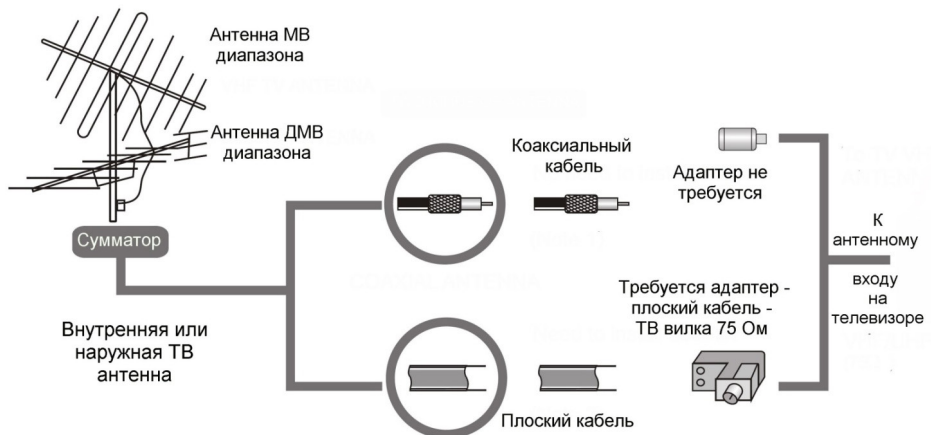 Антенна МВ
диапазона
Антенна ДМВ
диапазона
Сумматор
Внутренняя или
наружная ТВ
антенна
Коаксиальный
кабель
Адаптер не
требуется
К
антенному
входу
на
телевизоре
Требуется адаптер -
плоский кабель -
ТВ вилка 75 Ом
Плоский кабель